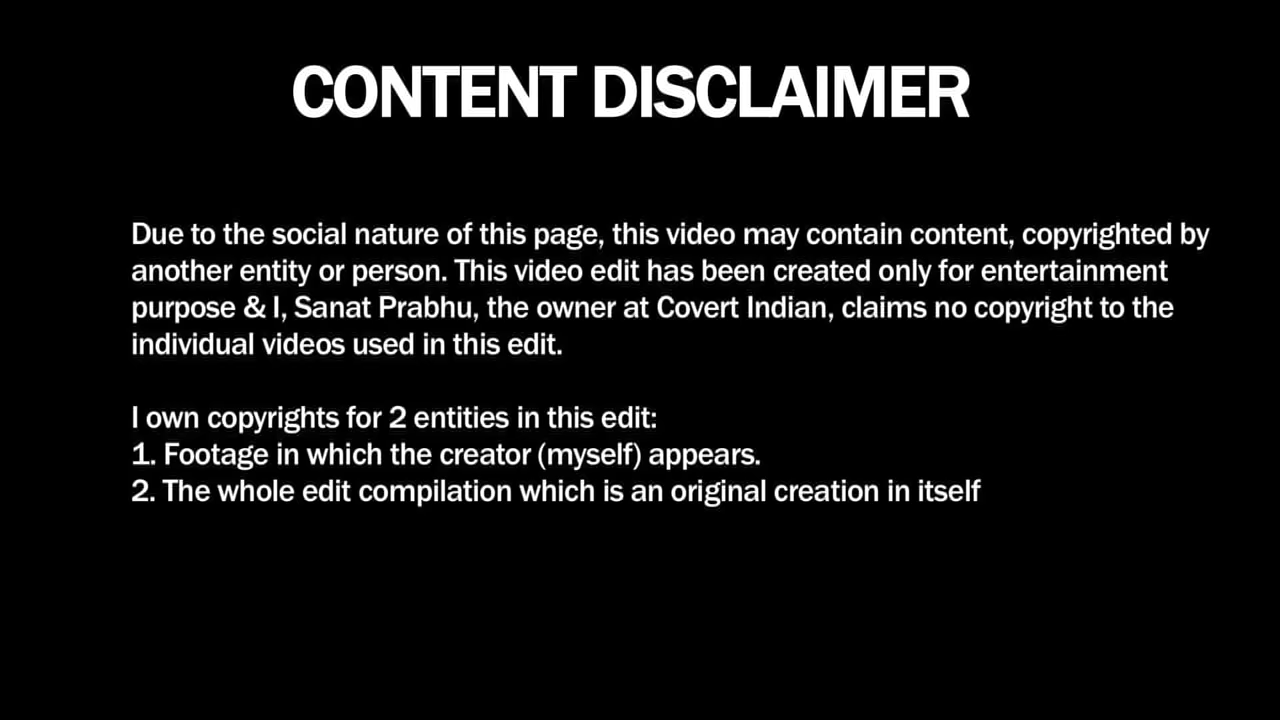 CONTENT DISCLAIMER
Due to the social nature of this page, this video may contain content, copyrighted by
another entity or person. This video edit has been created only for entertainment
purpose & I, Sanat Prabhu, the owner at Covert Indian, claims no copyright to the
individual videos used in this edit.
I own copyrights for 2 entities in this edit:
1. Footage in which the creator (myself) appears.
2. The whole edit compilation which is an original creation in itself